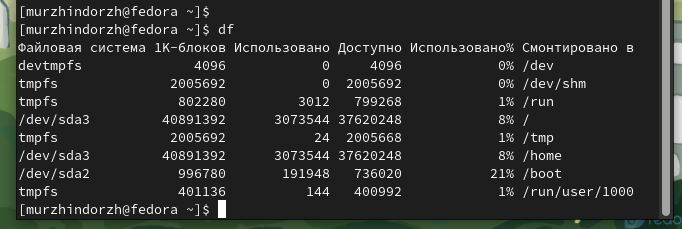 [murzhindorzh@fedora ~]$
[murzhindorzh@fedora ~]$ df
Файловая система 1K-блоков Использовано Доступно Использовано% Смонтировано в
devtmpfs 4096 0 4096 0% /dev
tmpfs 2005692 0 2005692 0% /dev/shm
tmpfs 802280 3012 799268 1% /run
/dev/sda3 40891392 3073544 37620248 8% /
tmpfs 2005692 24 2005668 1% /tmp
/dev/sda3 40891392 3073544 37620248 8% /home
/dev/sda2 996780 191948 736020 21% /boot
tmpfs 401136 144 400992 1% /run/user/1000
[murzhindorzh@fedora ~]$